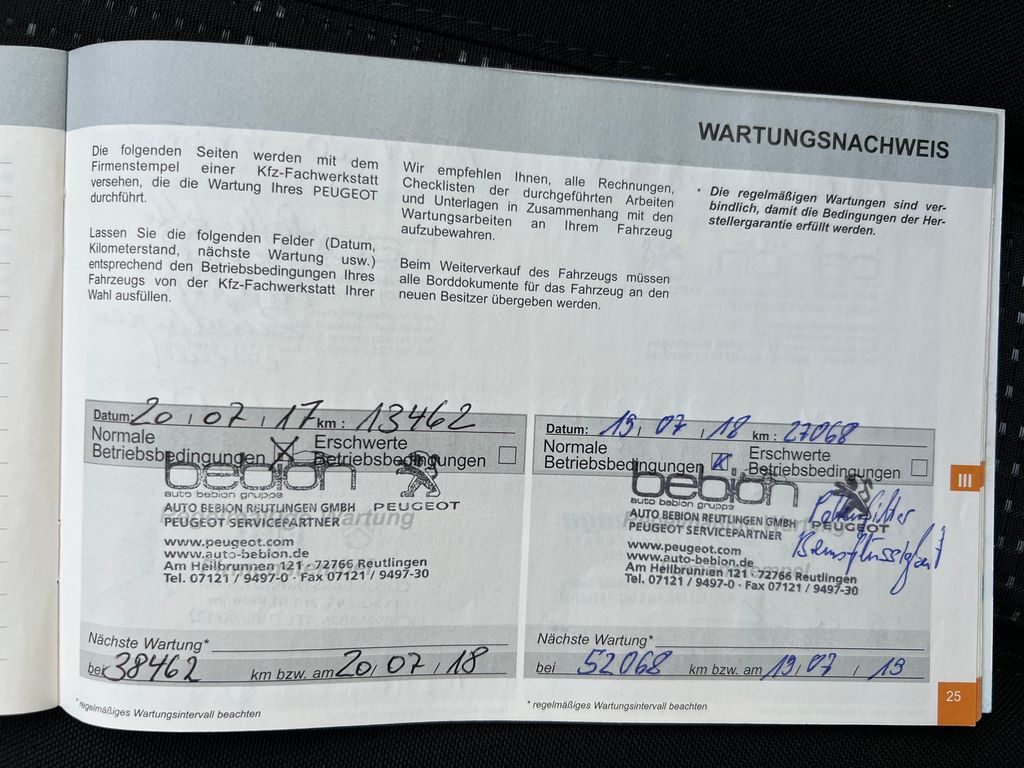 WARTUNGSNACHWEIS
Die folgenden Seiten werden mit dem
Firmenstempel einer Kfz-Fachwerkstatt
versehen, die die Wartung Ihres PEUGEOT
durchführt.
Lassen Sie die folgenden Felder (Datum,
Kilometerstand, nächste Wartung usw.)
entsprechend den Betriebsbedingungen Ihres
Fahrzeugs von der Kfz-Fachwerkstatt Ihrer
Wahl ausfüllen.
Wir empfehlen Ihnen, alle Rechnungen,
Checklisten der durchgeführten Arbeiten
und Unterlagen in Zusammenhang mit den
Wartungsarbeiten an Ihrem Fahrzeug
aufzubewahren.
Beim Weiterverkauf des Fahrzeugs müssen
alle Borddokumente für das Fahrzeug an den
neuen Besitzer übergeben werden.
* Die regelmäßigen Wartungen sind ver-
bindlich, damit die Bedingungen der Her-
stellergarantie erfüllt werden.
Datum: 20 / 07 / 17 km : 13462
Normale Betriebsbedingungen
Erschwerte Betriebsbedingungen
bebion
auto bebion gruppe
PEUGEOT
AUTO BEBION REUTLINGEN GMBH
PEUGEOT SERVICEPARTNER
www.peugeot.com
www.auto-bebion.de
Am Heilbrunnen 121 · 72766 Reutlingen
Tel. 07121 / 9497-0 · Fax 07121 / 9497-30
Nächste Wartung*
bei 38462 km bzw. am 20/ 07 / 18
* regelmäßiges Wartungsintervall beachten
Datum: 19 / 07 / 18 km : 27068
Normale Betriebsbedingungen
Erschwerte Betriebsbedingungen
bebion
auto bebion gruppe
PEUGEOT
AUTO BEBION REUTLINGEN GMBH
PEUGEOT SERVICEPARTNER
Pollenfilter
Bremsflüssigkeit
www.peugeot.com
www.auto-bebion.de
Am Heilbrunnen 121 · 72766 Reutlingen
Tel. 07121 / 9497-0 · Fax 07121 / 9497-30
Nächste Wartung*
bei 52068 km bzw. am 19 / 07 / 19
* regelmäßiges Wartungsintervall beachten
III
25